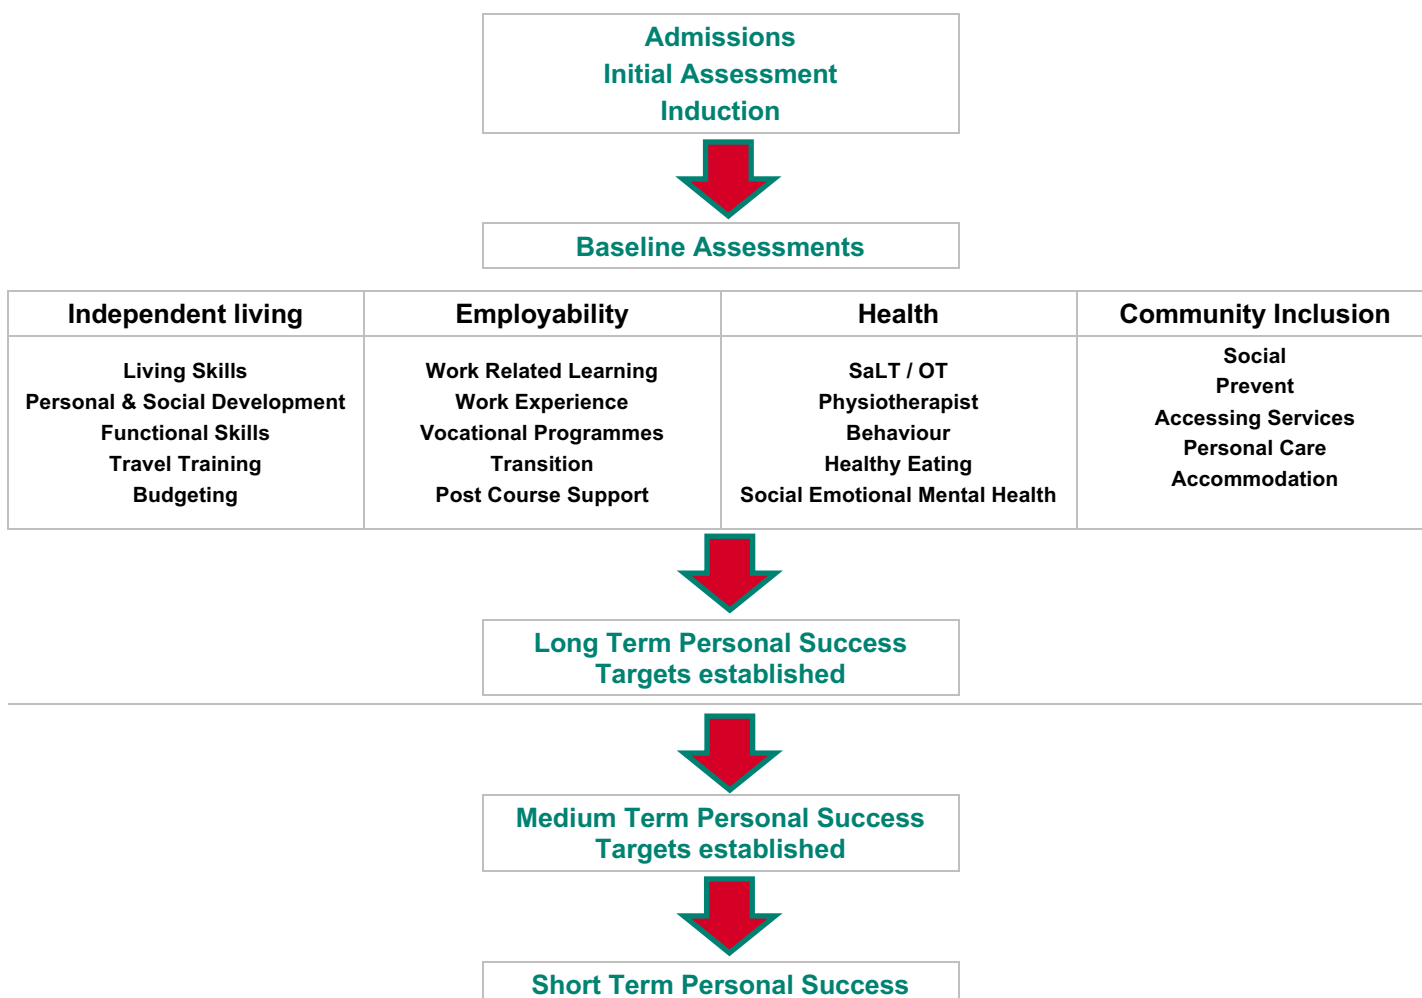 Admissions
Initial Assessment
Induction
Baseline Assessments
Independent living
Employability
Health
Community Inclusion
Living Skills
Personal & Social Development
Functional Skills
Travel Training
Budgeting
Work Related Learning
Work Experience
Vocational Programmes
Transition
Post Course Support
SaLT / OT
Physiotherapist
Behaviour
Healthy Eating
Social Emotional Mental Health
Social
Prevent
Accessing Services
Personal Care
Accommodation
Long Term Personal Success
Targets established
Medium Term Personal Success
Targets established
Short Term Personal Success